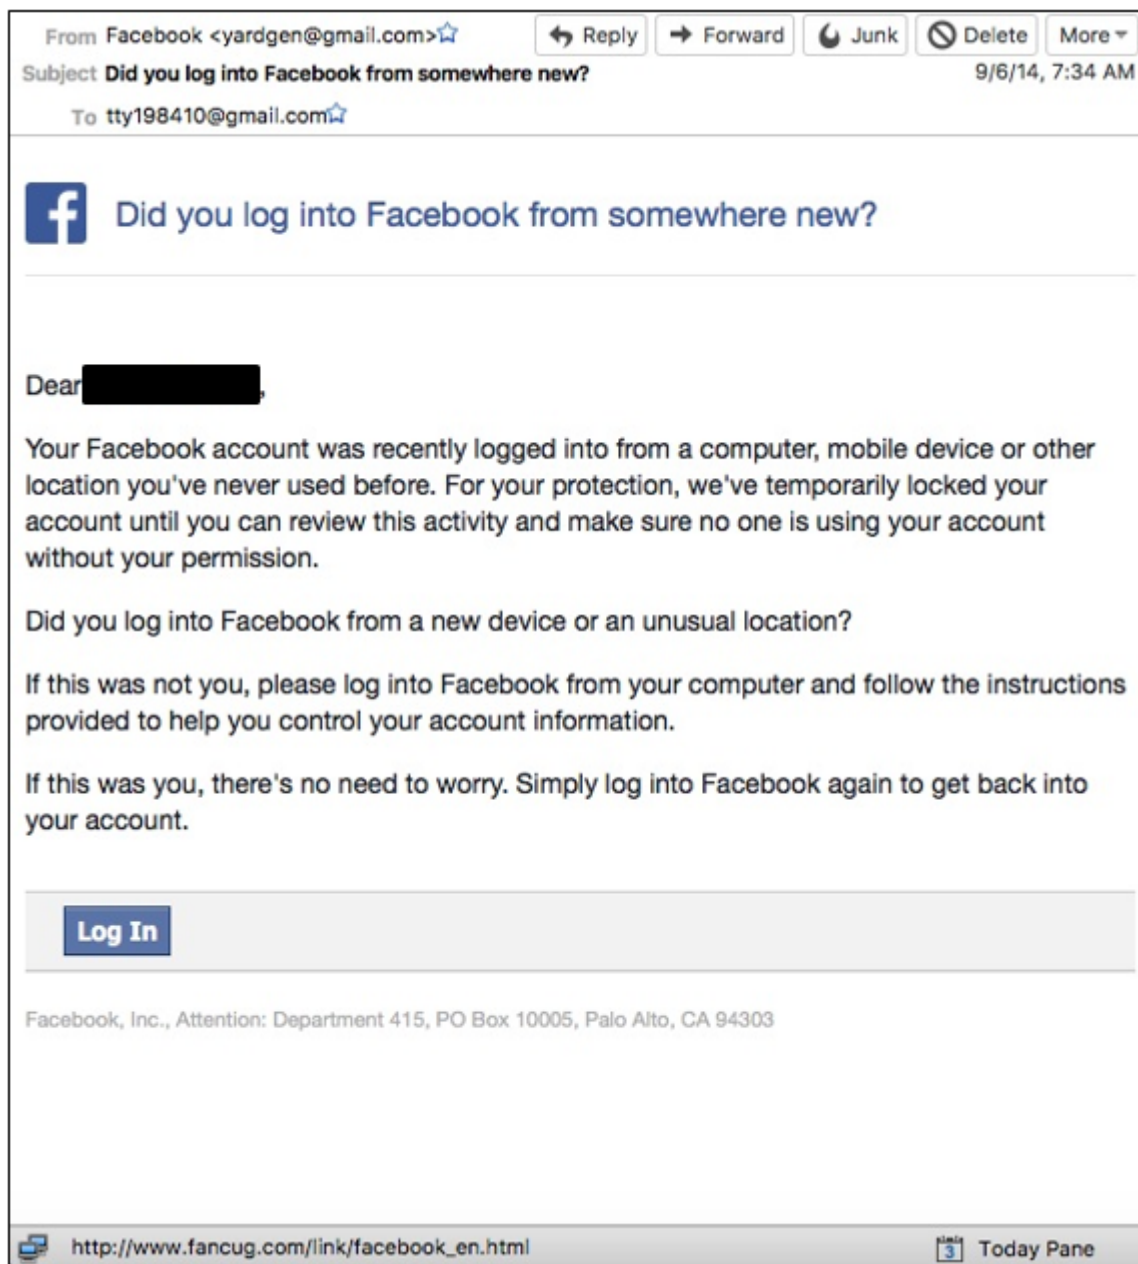 From Facebook <yardgen@gmail.com> Reply Forward Junk Delete More
Subject Did you log into Facebook from somewhere new? 9/6/14, 7:34 AM
To tty198410@gmail.com
f Did you log into Facebook from somewhere new?
Dear ,
Your Facebook account was recently logged into from a computer, mobile device or other
location you've never used before. For your protection, we've temporarily locked your
account until you can review this activity and make sure no one is using your account
without your permission.
Did you log into Facebook from a new device or an unusual location?
If this was not you, please log into Facebook from your computer and follow the instructions
provided to help you control your account information.
If this was you, there's no need to worry. Simply log into Facebook again to get back into
your account.
Log In
Facebook, Inc., Attention: Department 415, PO Box 10005, Palo Alto, CA 94303
http://www.fancug.com/link/facebook_en.html 3 Today Pane